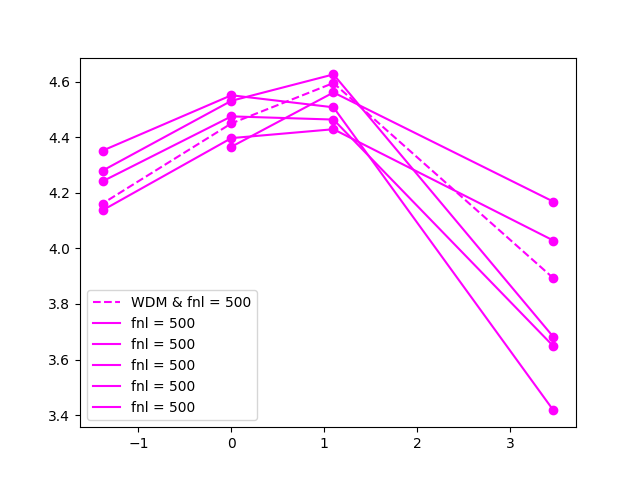 4.6
4.4
4.2
4.0
3.8
3.6
3.4
WDM & fnl = 500
fnl = 500
fnl = 500
fnl = 500
fnl = 500
fnl = 500
−1
0
1
2
3